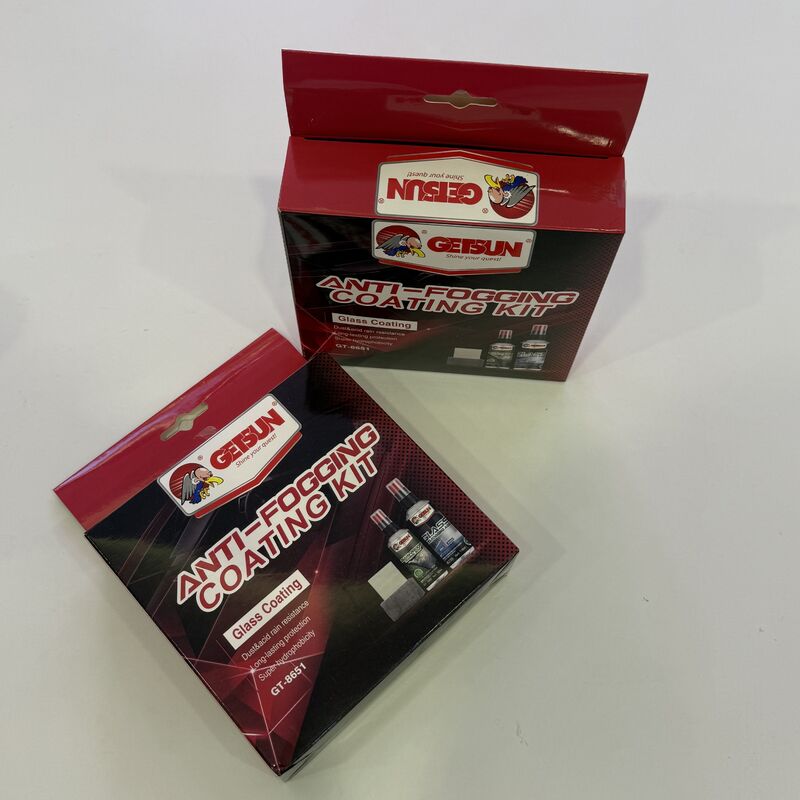 GETSUN
Shine your quest!
GETSUN
Shine your quest!
ANTI-FOGGING
COATING KIT
Glass Coating
Dust&acid rain resistance
Long-lasting protection
Super-hydrophobicity
GT-8651
GETSUN
Shine your quest!
ANTI-FOGGING
COATING KIT
Glass Coating
Dust&acid rain resistance
Long-lasting protection
Super-hydrophobicity
GT-8651